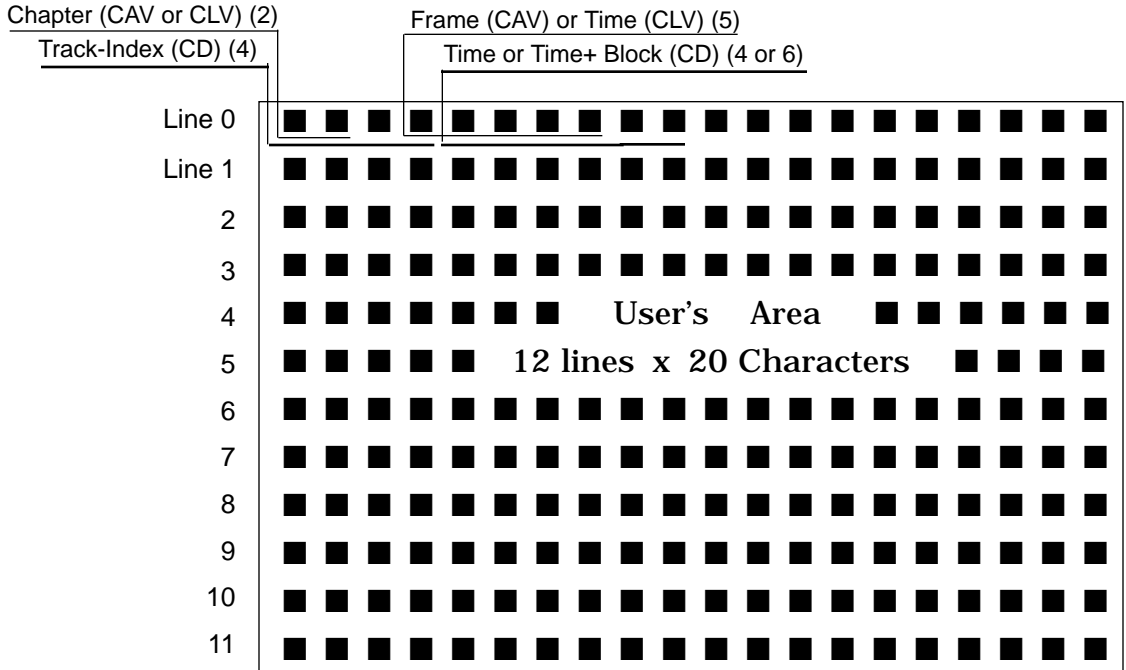 Chapter (CAV or CLV) (2)
Frame (CAV) or Time (CLV) (5)
Track-Index (CD) (4)
Time or Time+ Block (CD) (4 or 6)
Line 0
Line 1
2
3
4
User's Area
5
12 lines x 20 Characters
6
7
8
9
10
11